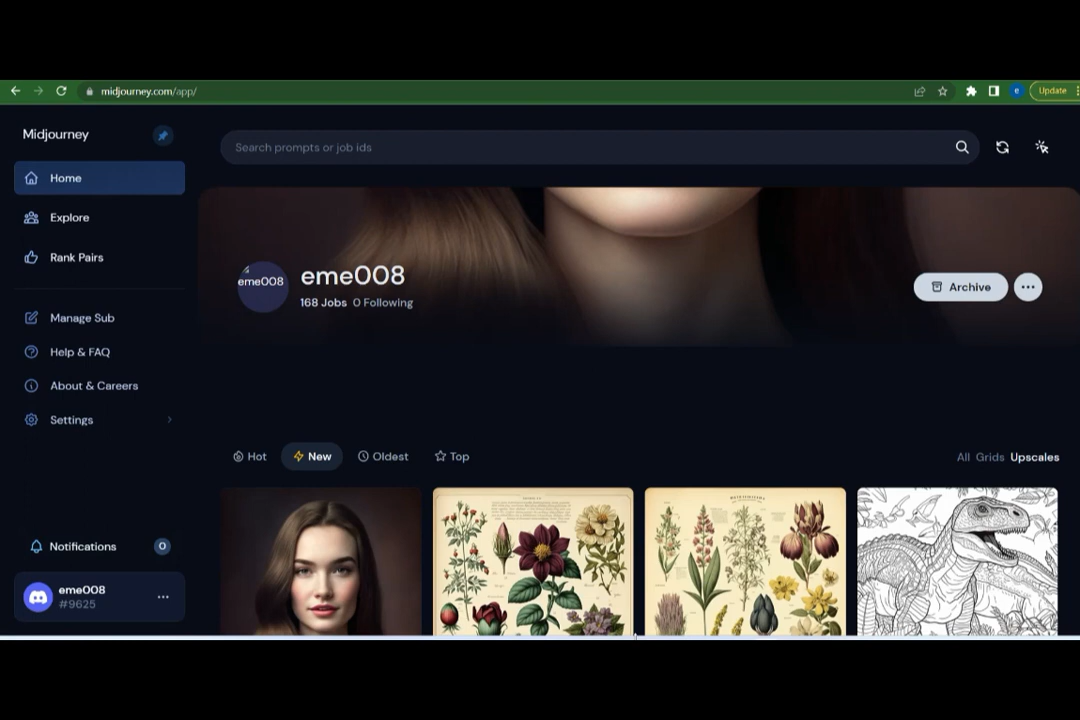 midjourney.com/app/
e
Update
Midjourney
Search prompts or job ids
Home
Explore
Rank Pairs
eme008
eme008
168 Jobs 0 Following
Archive
Manage Sub
Help & FAQ
About & Careers
Settings
Hot New Oldest Top
All Grids Upscales
Notifications 0
eme008
#9625